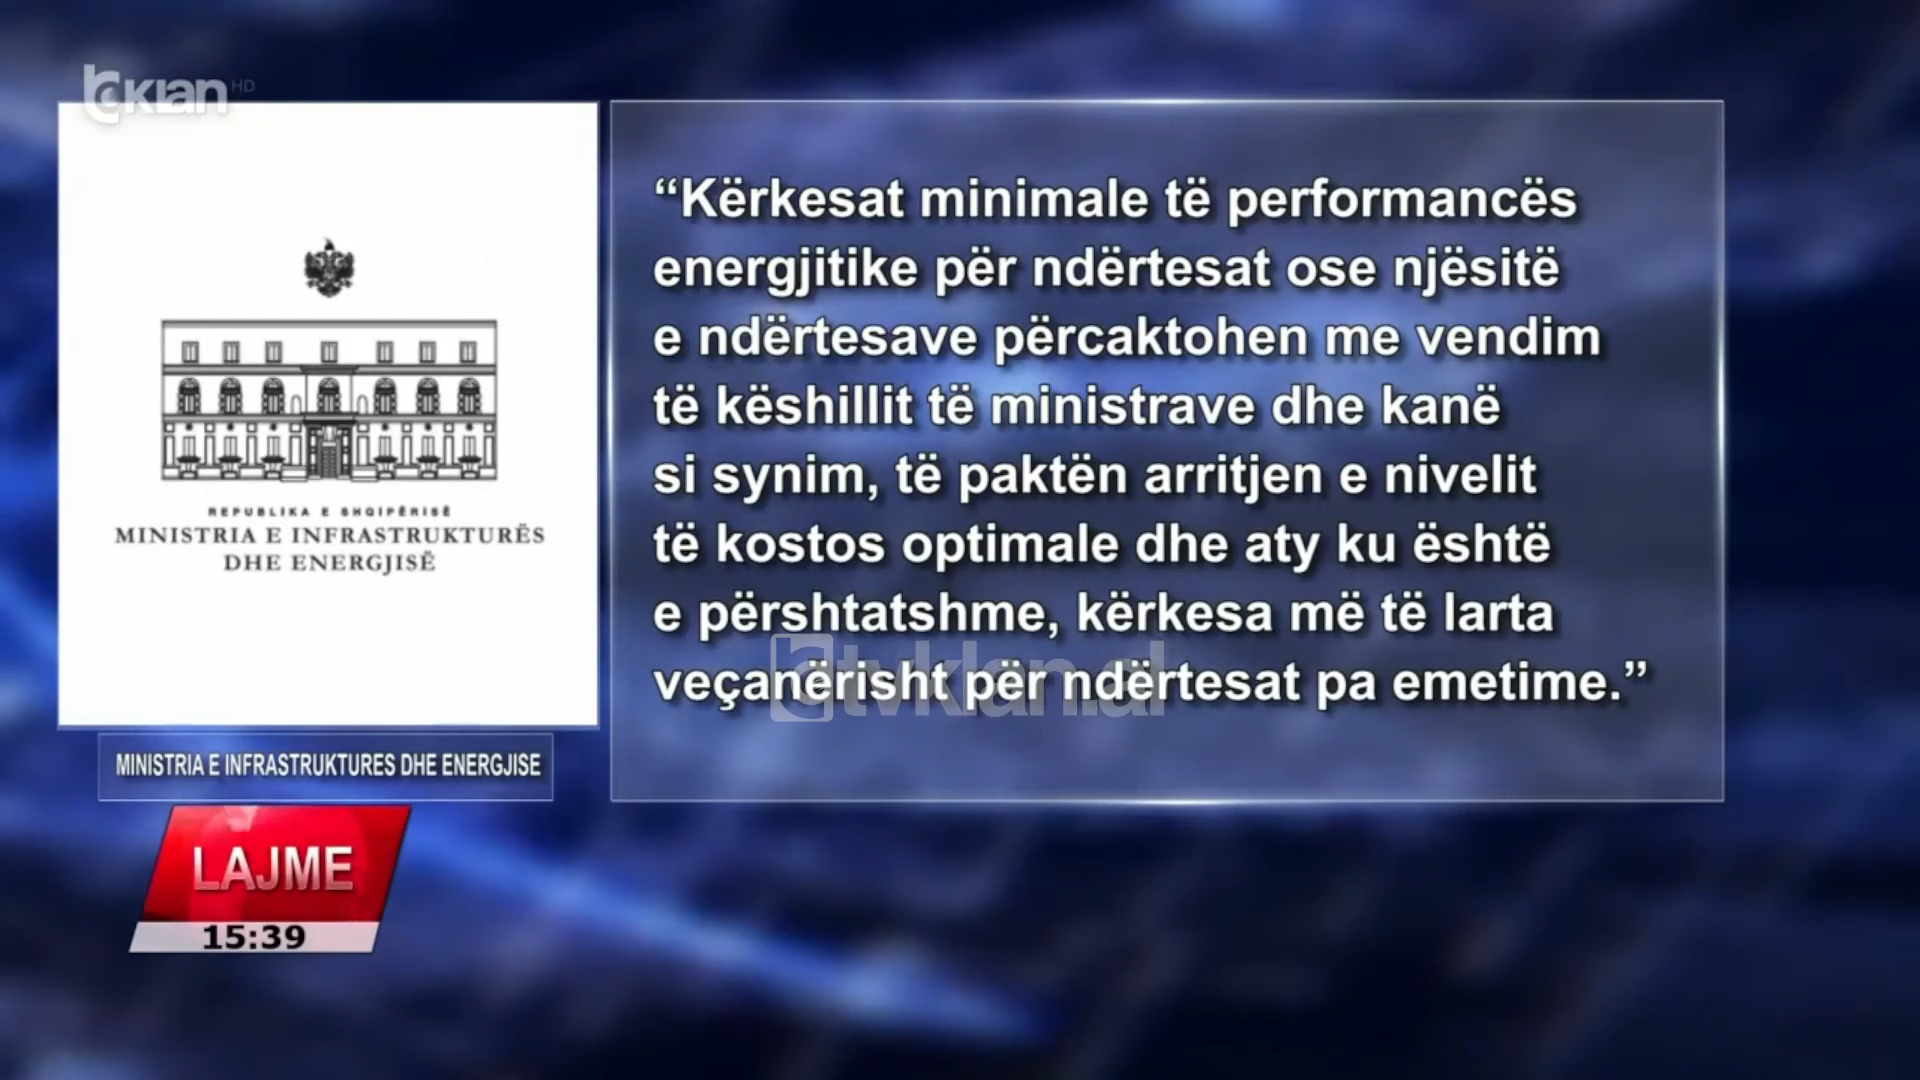 tvklan HD
“Kërkesat minimale të performancës
energjitike për ndërtesat ose njësitë
e ndërtesave përcaktohen me vendim
të këshillit të ministrave dhe kanë
si synim, të paktën arritjen e nivelit
të kostos optimale dhe aty ku është
e përshtatshme, kërkesa më të larta
veçanërisht për ndërtesat pa emetime.”
tvklan.al
REPUBLIKA E SHQIPËRISË
MINISTRIA E INFRASTRUKTURËS
DHE ENERGJISË
MINISTRIA E INFRASTRUKTURES DHE ENERGJISE
LAJME
15:39